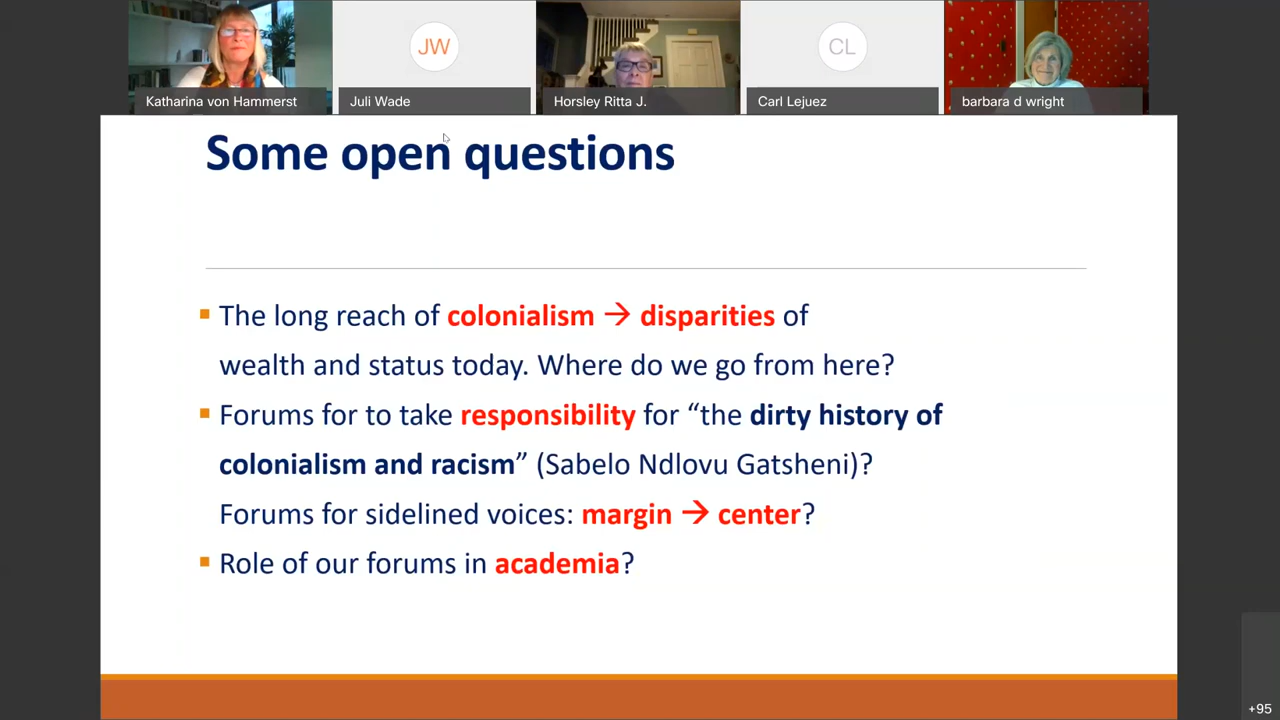 JW
CL
Katharina von Hammerst
Juli Wade
Horsley Ritta J.
Carl Lejuez
barbara d wright
Some open questions
The long reach of colonialism → disparities of
wealth and status today. Where do we go from here?
Forums for to take responsibility for “the dirty history of
colonialism and racism” (Sabelo Ndlovu Gatsheni)?
Forums for sidelined voices: margin → center?
Role of our forums in academia?
+95